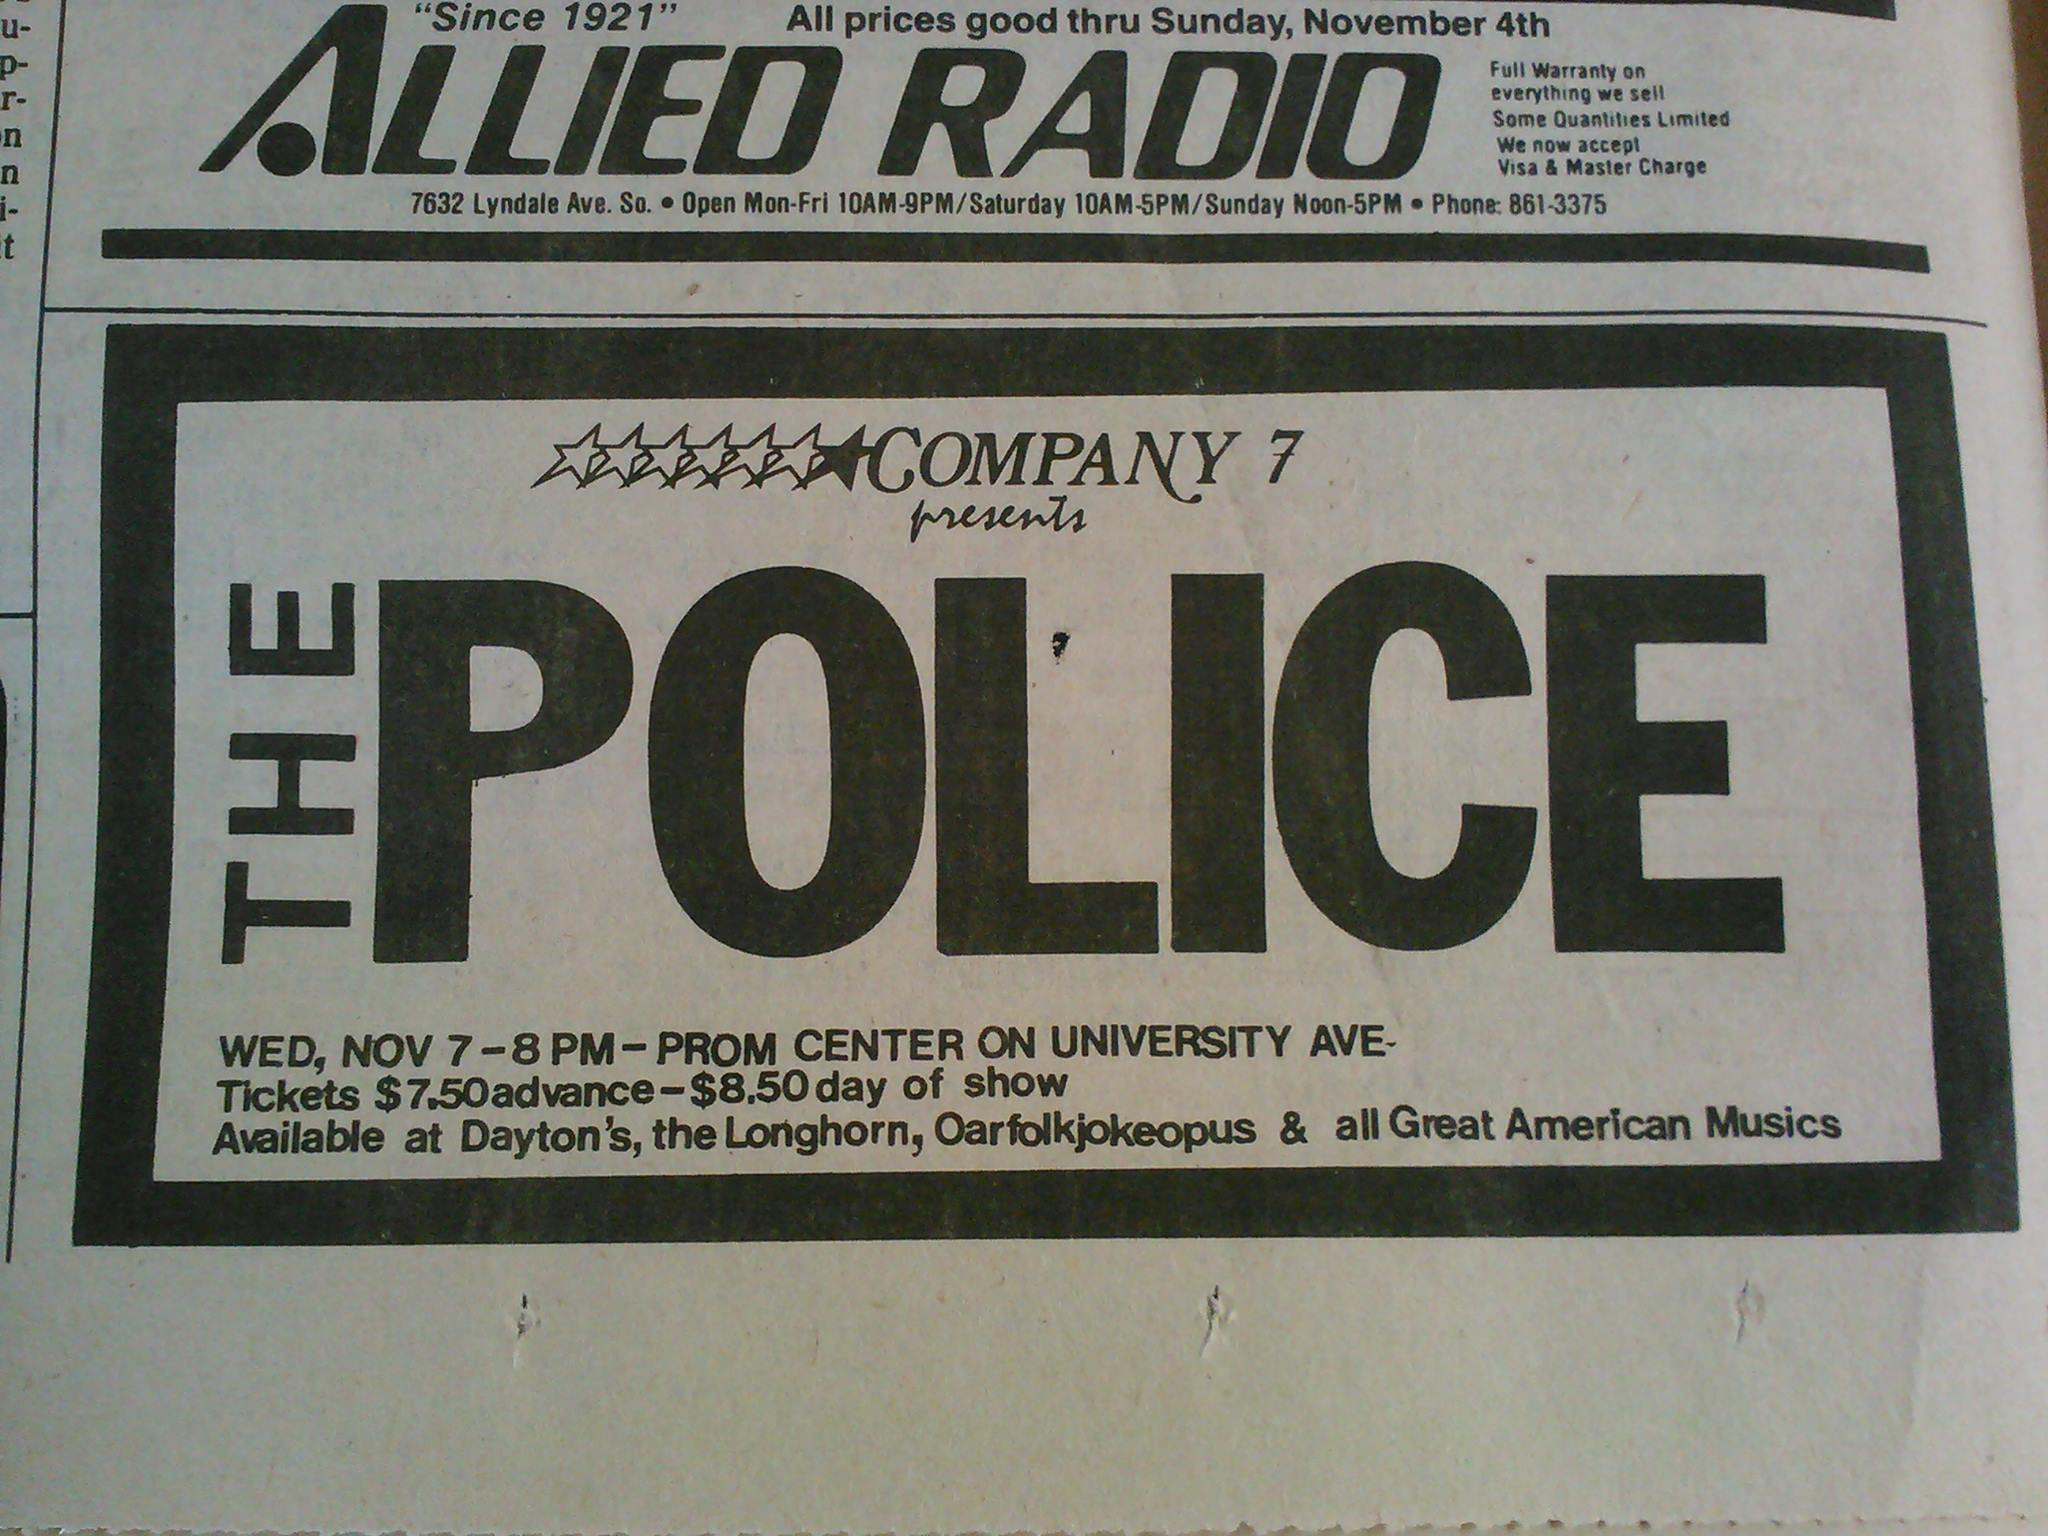 u-
p-
r-
on
n
i-
it
"Since 1921" All prices good thru Sunday, November 4th
ALLIED RADIO
Full Warranty on
everything we sell
Some Quantities Limited
We now accept
Visa & Master Charge
7632 Lyndale Ave. So. • Open Mon-Fri 10AM-9PM/Saturday 10AM-5PM/Sunday Noon-5PM • Phone: 861-3375
COMPANY 7
presents
THE POLICE
WED, NOV 7-8 PM- PROM CENTER ON UNIVERSITY AVE-
Tickets $7.50 advance-$8.50 day of show
Available at Dayton's, the Longhorn, Oarfolkjokeopus & all Great American Musics